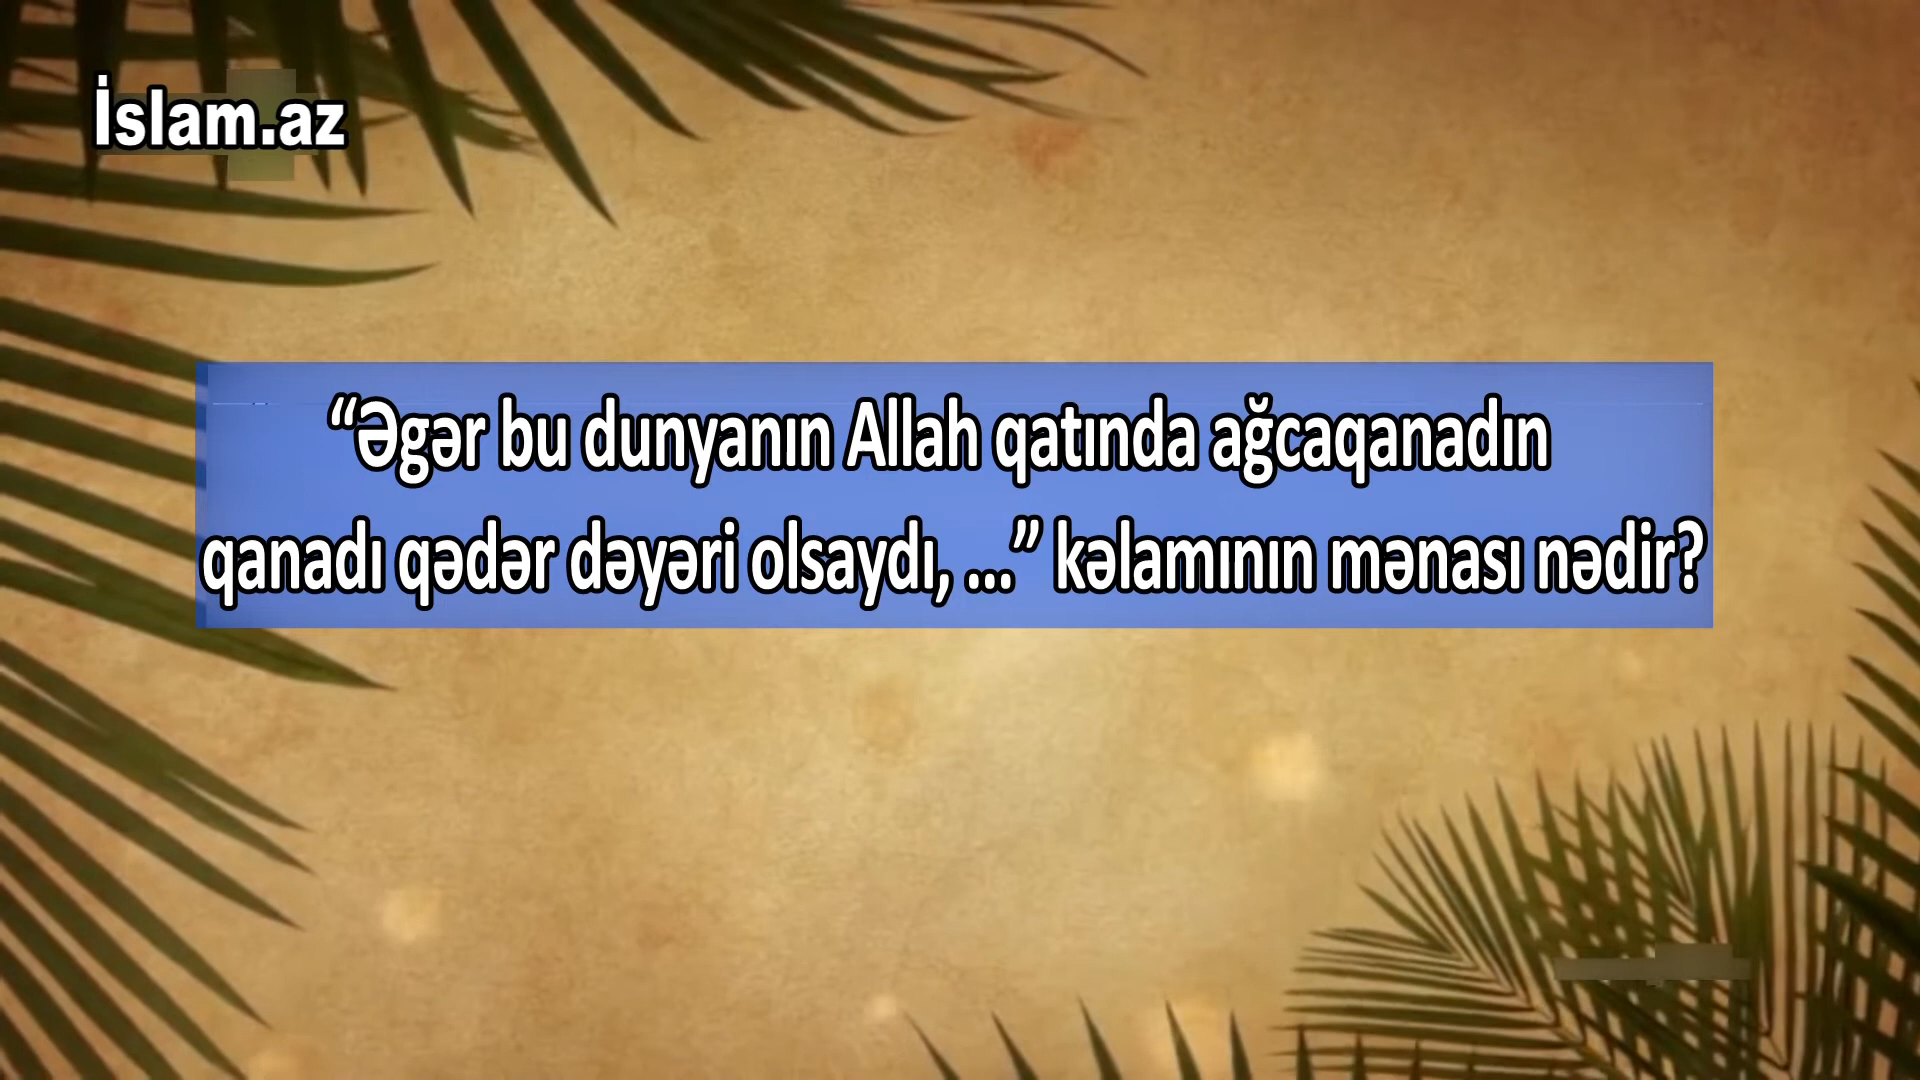 İslam.az
“Əgər bu dunyanın Allah qatında ağcaqanadın
qanadı qədər dəyəri olsaydı, ...” kəlamının mənası nədir?